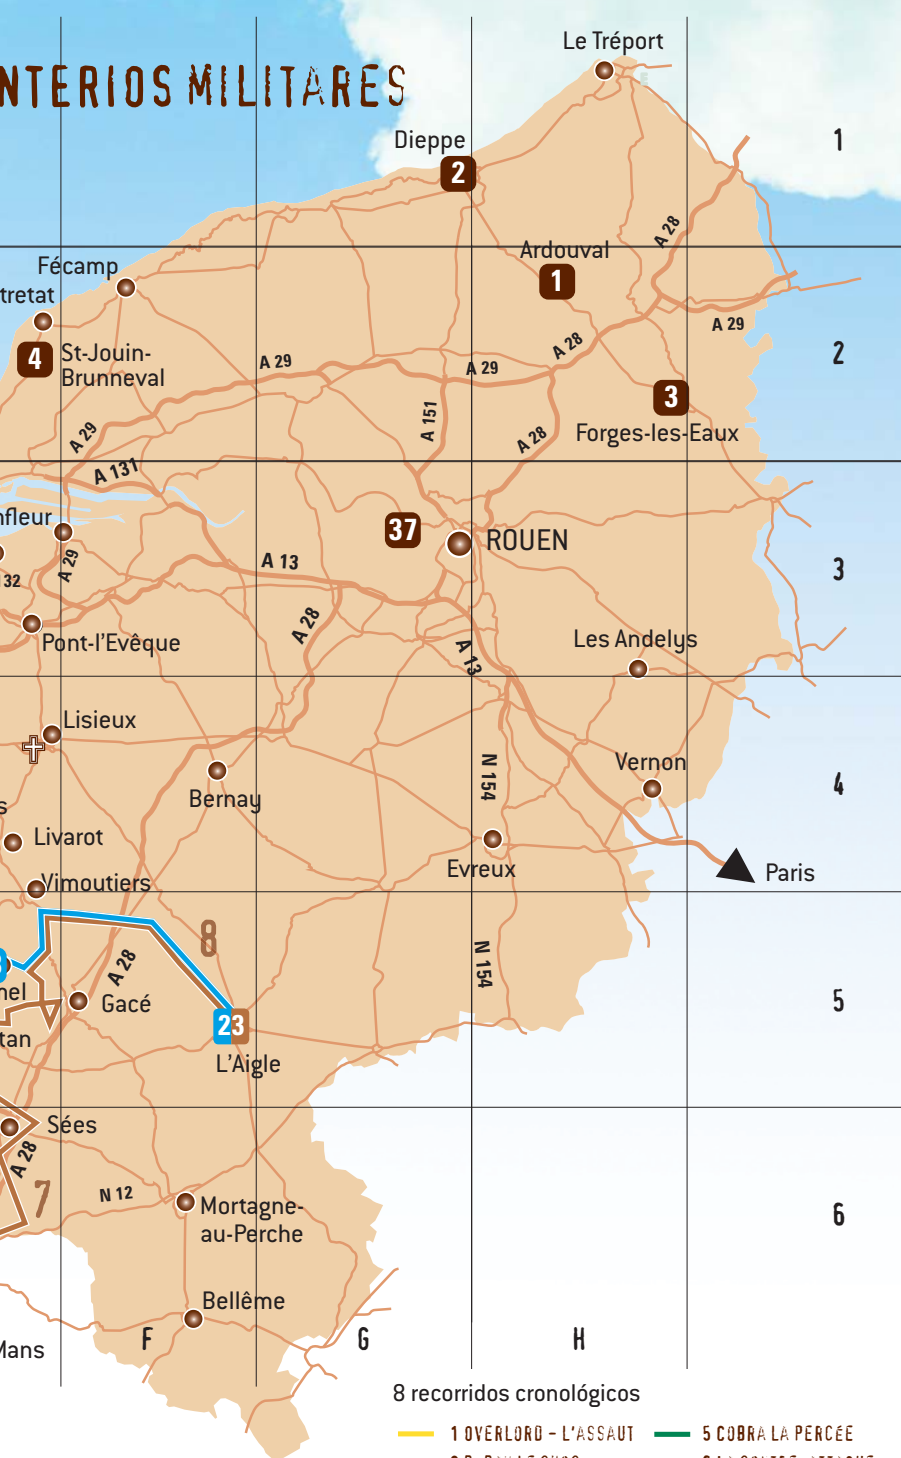 NTERIOS MILITARES
Le Tréport
Dieppe
2
1
A 28
Ardouval
1
Fécamp
tretat
4
St-Jouin-
Brunneval
A 29
A 29
A 28
A 29
2
3
Forges-les-Eaux
A 151
A 28
A 29
A 131
nfleur
37
ROUEN
A 29
A 13
3
32
A 28
Pont-l'Evêque
A 13
Les Andelys
Lisieux
Vernon
N 154
4
Bernay
s
Livarot
Evreux
Paris
Vimoutiers
8
A 28
N 154
nel
Gacé
5
23
tan
L'Aigle
Sées
A 28
7
N 12
Mortagne-
au-Perche
6
Bellême
F
G
H
Mans
8 recorridos cronológicos
1 OVERLORD - L'ASSAUT
5 COBRA LA PERCÉE